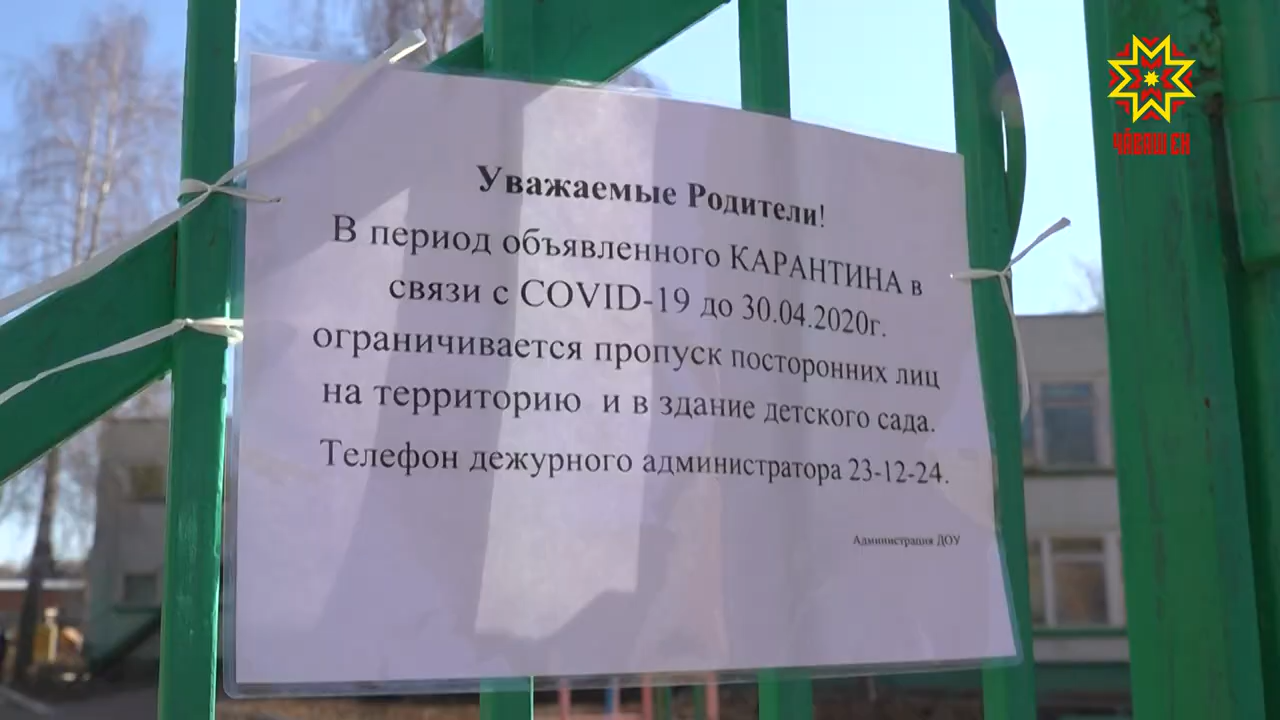 ЧӐВАШ ЕН
Уважаемые Родители!
В период объявленного КАРАНТИНА в
связи с COVID-19 до 30.04.2020г.
ограничивается пропуск посторонних лиц
на территорию и в здание детского сада.
Телефон дежурного администратора 23-12-24.
Администрация ДОУ